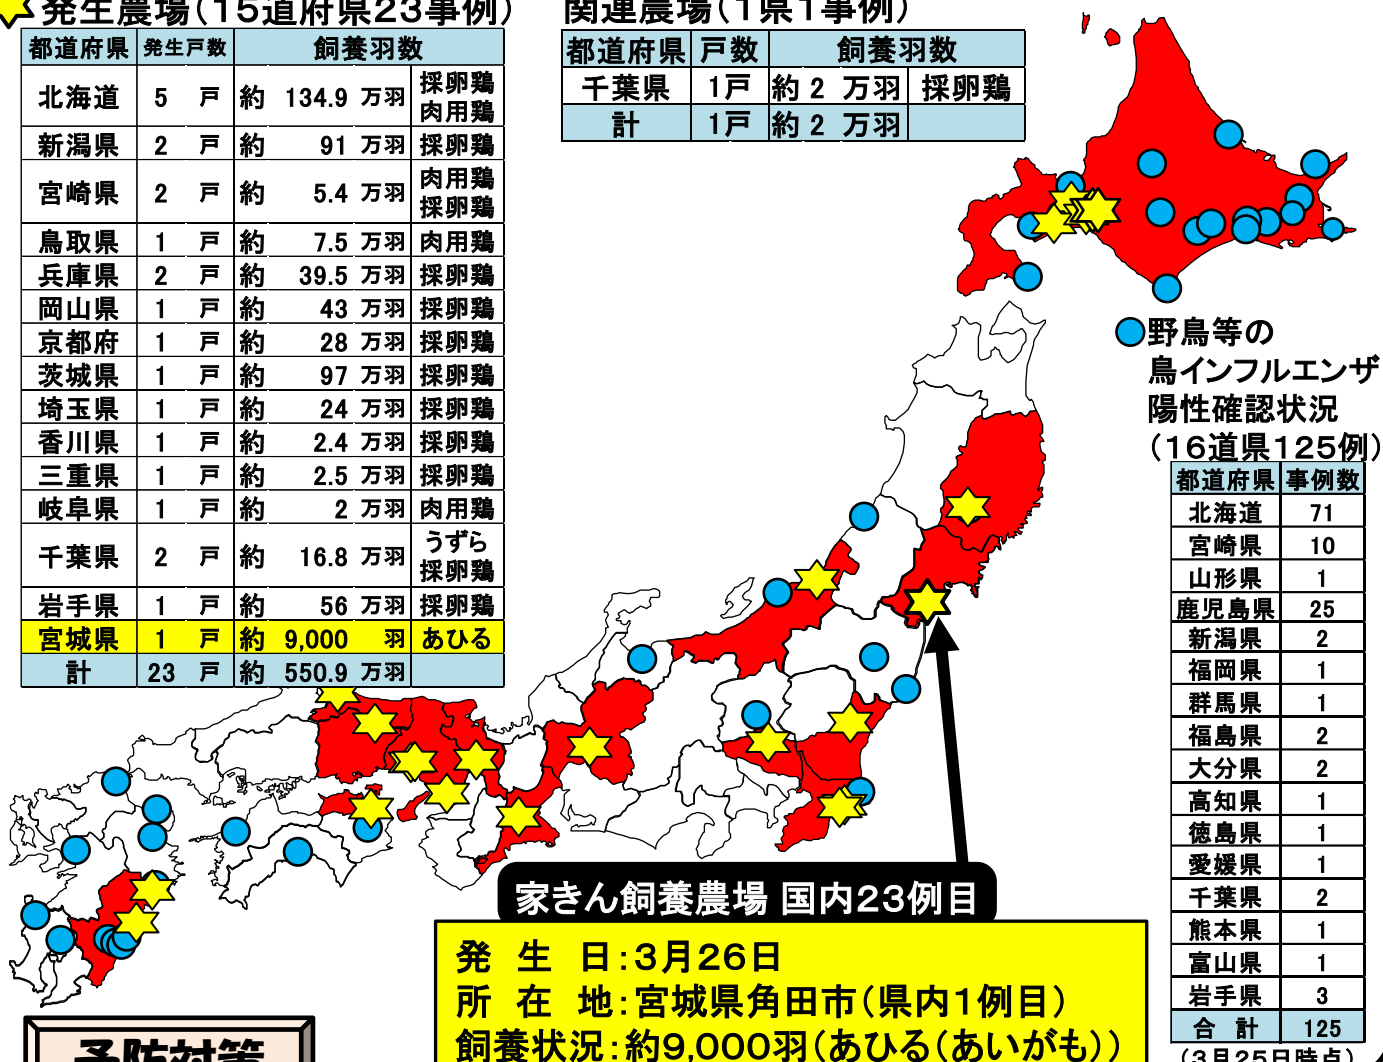 発生農場（15道府県23事例）
都道府県 発生戸数 飼養羽数
北海道 5 戸 約 134.9 万羽 採卵鶏 肉用鶏
新潟県 2 戸 約 91 万羽 採卵鶏
宮崎県 2 戸 約 5.4 万羽 肉用鶏 採卵鶏
鳥取県 1 戸 約 7.5 万羽 肉用鶏
兵庫県 2 戸 約 39.5 万羽 採卵鶏
岡山県 1 戸 約 43 万羽 採卵鶏
京都府 1 戸 約 28 万羽 採卵鶏
茨城県 1 戸 約 97 万羽 採卵鶏
埼玉県 1 戸 約 24 万羽 採卵鶏
香川県 1 戸 約 2.4 万羽 採卵鶏
三重県 1 戸 約 2.5 万羽 採卵鶏
岐阜県 1 戸 約 2 万羽 肉用鶏
千葉県 2 戸 約 16.8 万羽 うずら 採卵鶏
岩手県 1 戸 約 56 万羽 採卵鶏
宮城県 1 戸 約 9,000 羽 あひる
計 23 戸 約 550.9 万羽
関連農場（1県1事例）
都道府県 戸数 飼養羽数
千葉県 1戸 約 2 万羽 採卵鶏
計 1戸 約 2 万羽
野鳥等の
鳥インフルエンザ
陽性確認状況
（16道県125例）
都道府県 事例数
北海道 71
宮崎県 10
山形県 1
鹿児島県 25
新潟県 2
福岡県 1
群馬県 1
福島県 2
大分県 2
高知県 1
徳島県 1
愛媛県 1
千葉県 2
熊本県 1
富山県 1
岩手県 3
合 計 125
（3月25日時点）
家きん飼養農場 国内23例目
発 生 日：3月26日
所 在 地：宮城県角田市（県内1例目）
飼養状況：約9,000羽（あひる（あいがも））
予防対策